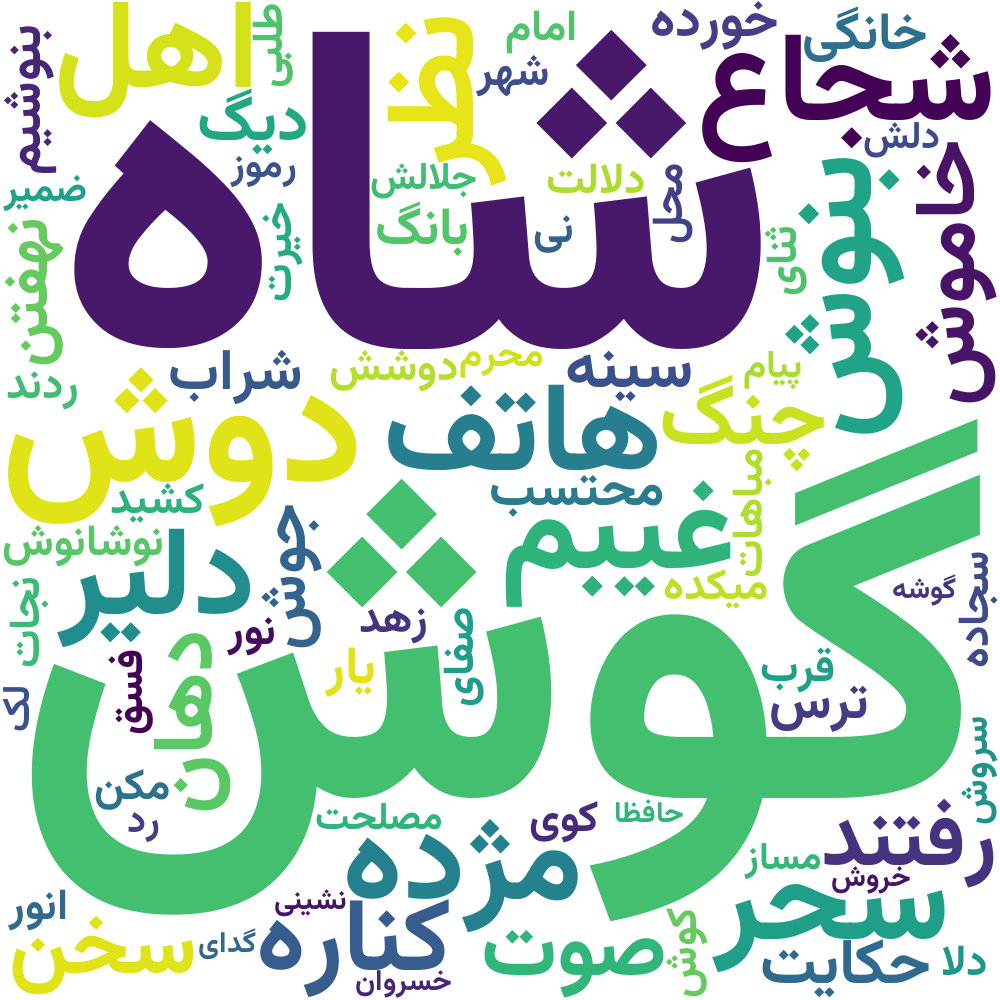 اهل
طلبی
نظر
امام
شهر
خورده
خانگی
شجاع
بنوشیم
دیگ
رموز
ضمیر
شاه
جلالش
دلالت
محل
دلش
خاموش
بنوش
نهفتن
خیرت
بانگ
نی
ثنای
ردند
شراب
دوشش
محرم
سینه
پیام
دوش
هاتف
چنگ
کشید
محتسب
مباهات
نوشانوش
جوش
غیبم
میکده
دلیر
گوش
گوشه
سجاده
نجات
نور
زهد
صفای
یار
قرب
ترس
لک
فسق
دهان
مکن
رد
سروش
مصلحت
کوی
حافظا
رفتند
مژده
مساز
خروش
سحر
انور
نشینی
کناره
سخن
گدای
خسروان
صوت
کوش
حکایت
دلا